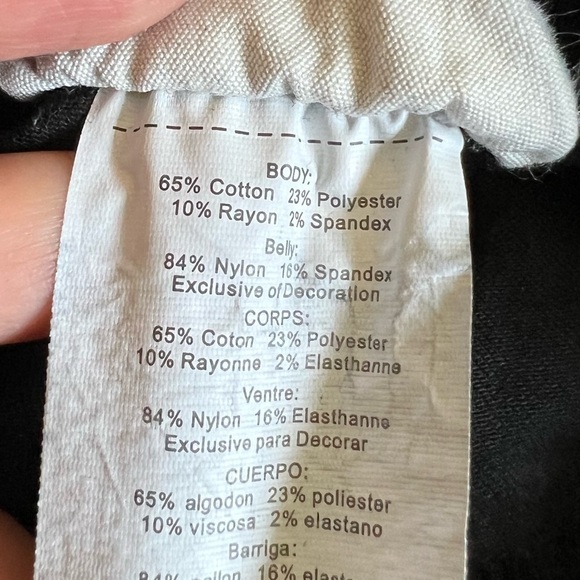 BODY:
65% Cotton 23% Polyester
10% Rayon 2% Spandex
Belly:
84% Nylon 16% Spandex
Exclusive of Decoration
CORPS:
65% Coton 23% Polyester
10% Rayonne 2% Elasthanne
Ventre:
84% Nylon 16% Elasthanne
Exclusive para Decorar
CUERPO:
65% algodon 23% poliester
10% viscosa 2% elastano
Barriga:
16%